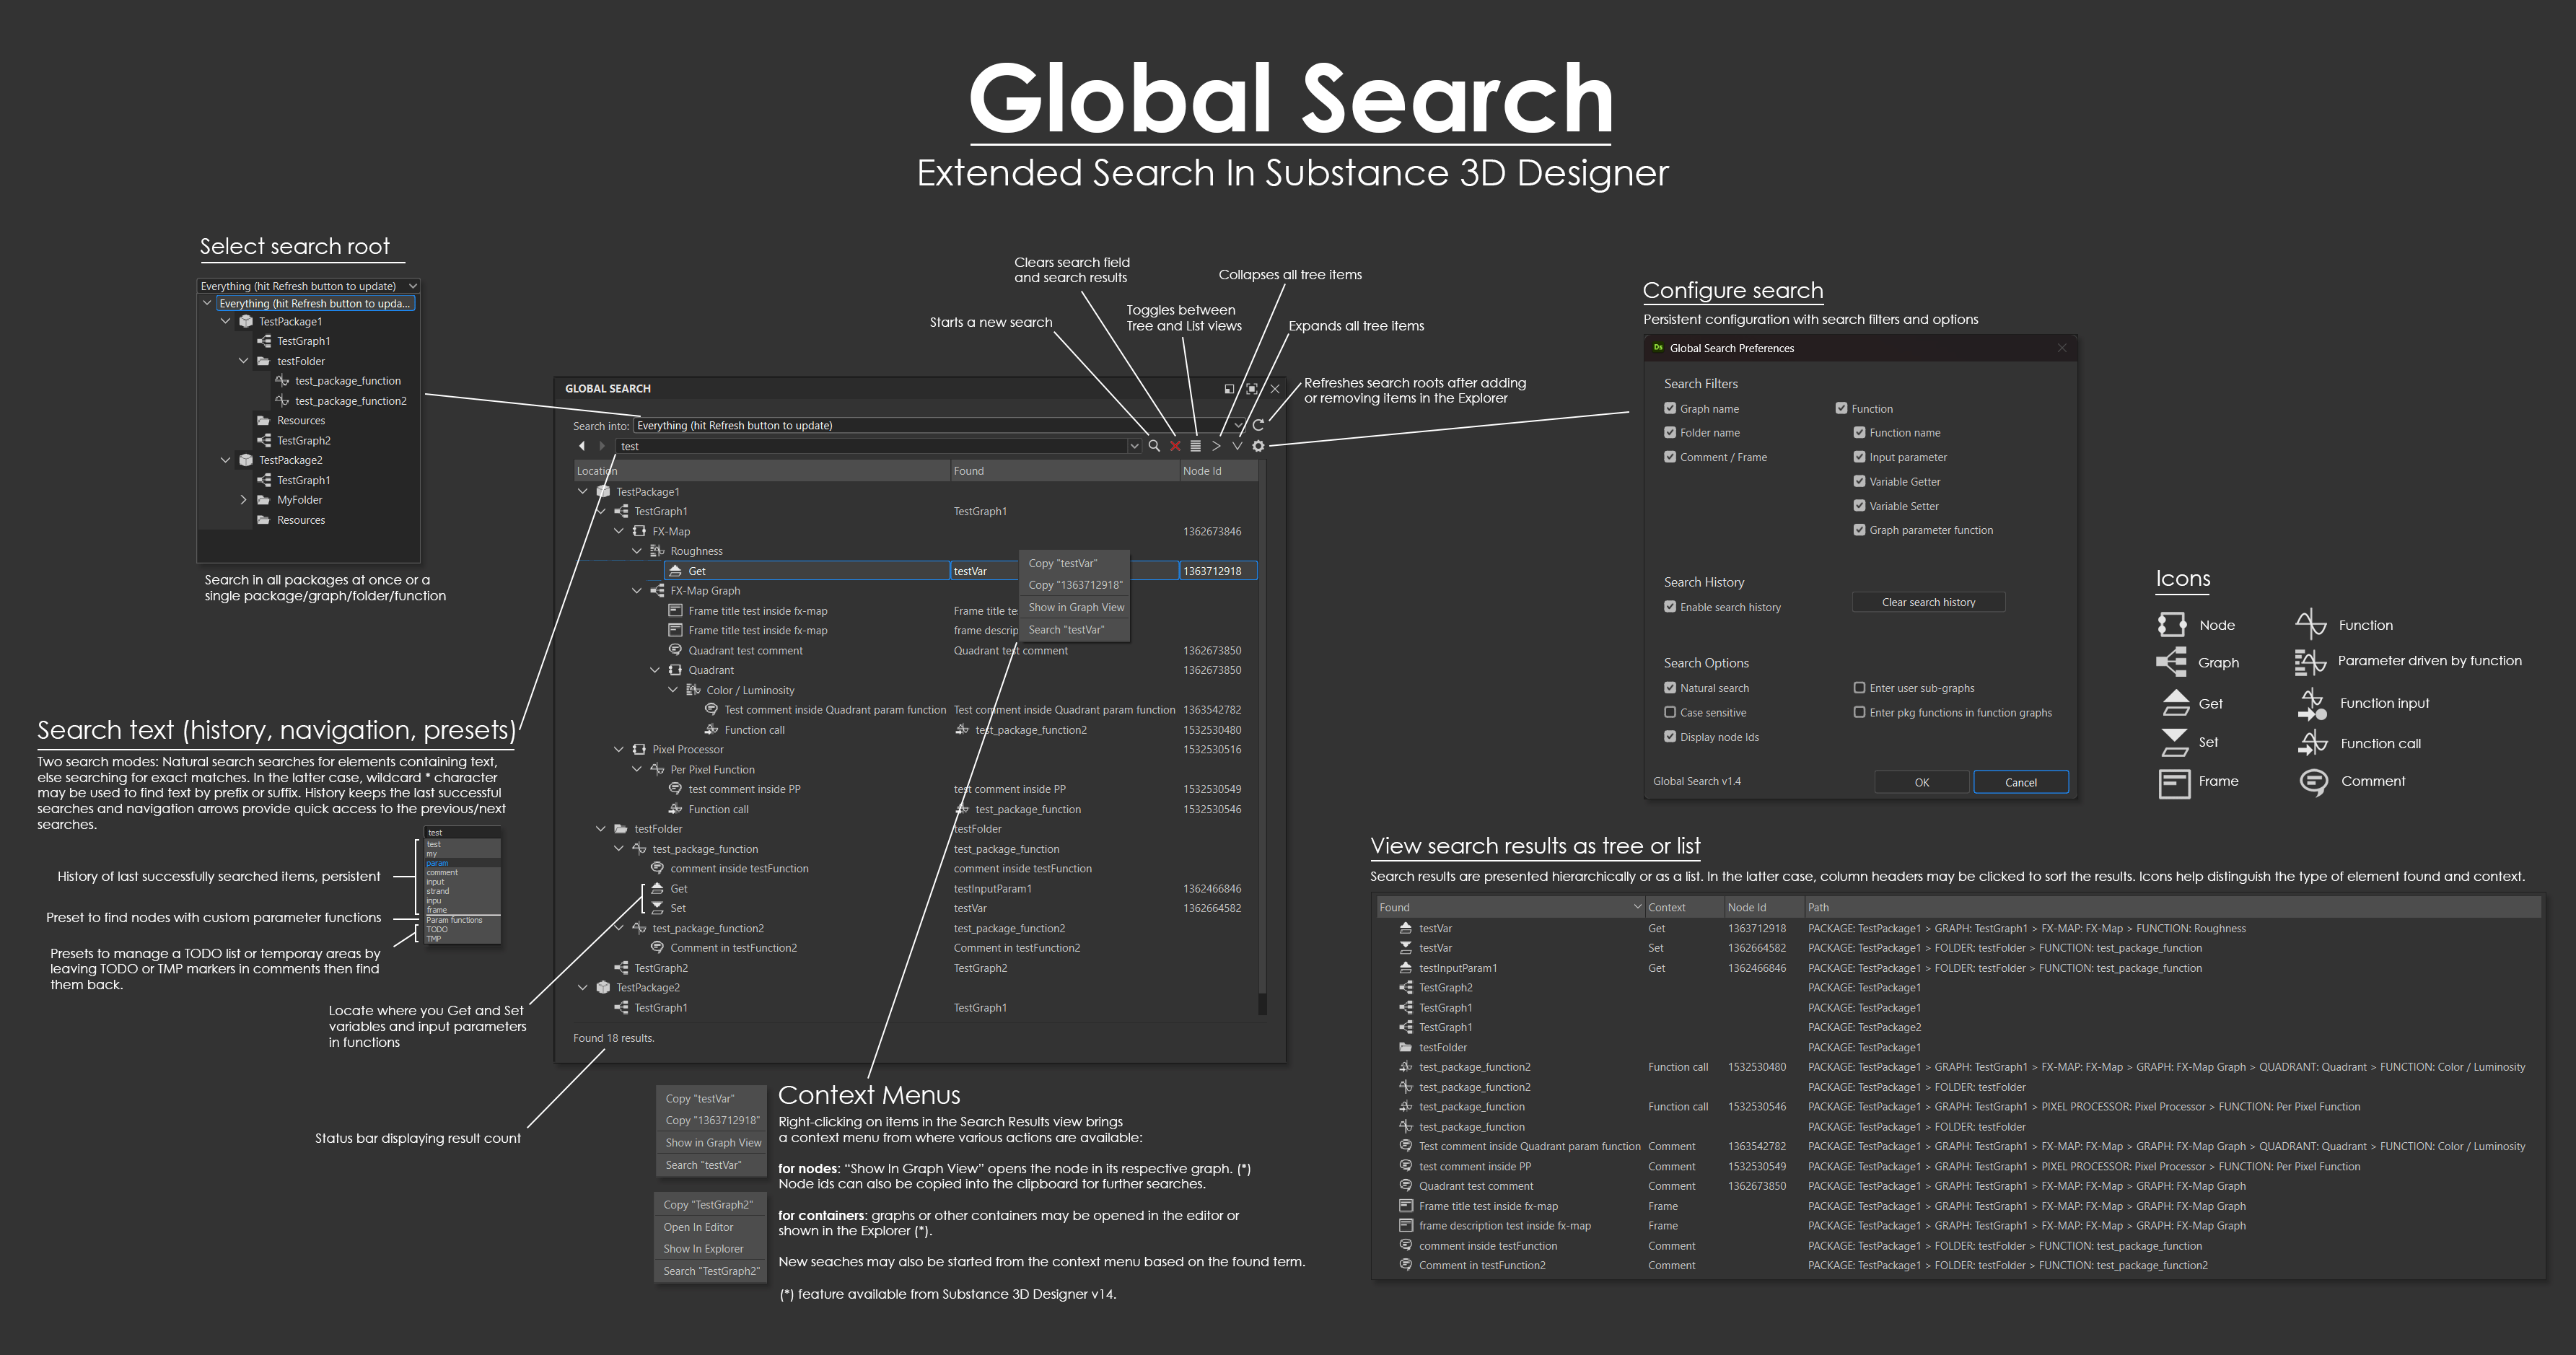 Global Search
Extended Search In Substance 3D Designer
Select search root
Everything (hit Refresh button to update)
Everything (hit Refresh button to upda...
TestPackage1
TestGraph1
testFolder
test_package_function
test_package_function2
Resources
TestGraph2
TestPackage2
TestGraph1
MyFolder
Resources
Search in all packages at once or a
single package/graph/folder/function
Clears search field
and search results
Collapses all tree items
Starts a new search
Toggles between
Tree and List views
Expands all tree items
Refreshes search roots after adding
or removing items in the Explorer
GLOBAL SEARCH
Search into: Everything (hit Refresh button to update)
test
Location Found Node Id
TestPackage1
TestGraph1 TestGraph1
FX-Map 1362673846
Roughness
Get testVar 1363712918
FX-Map Graph
Frame title test inside fx-map Frame title te
Frame title test inside fx-map frame descrip
Quadrant test comment Quadrant test comment 1362673850
Quadrant 1362673850
Color / Luminosity
Test comment inside Quadrant param function Test comment inside Quadrant param function 1363542782
Function call test_package_function2 1532530480
Pixel Processor 1532530516
Per Pixel Function
test comment inside PP test comment inside PP 1532530549
Function call test_package_function 1532530546
testFolder testFolder
test_package_function test_package_function
comment inside testFunction comment inside testFunction
Get testInputParam1 1362466846
Set testVar 1362664582
test_package_function2 test_package_function2
Comment in testFunction2 Comment in testFunction2
TestGraph2 TestGraph2
TestPackage2
TestGraph1 TestGraph1
Found 18 results.
Copy "testVar"
Copy "1363712918"
Show in Graph View
Search "testVar"
Search text (history, navigation, presets)
Two search modes: Natural search searches for elements containing text,
else searching for exact matches. In the latter case, wildcard * character
may be used to find text by prefix or suffix. History keeps the last successful
searches and navigation arrows provide quick access to the previous/next
searches.
test
test
my
param
comment
input
strand
inpu
frame
Param functions
TODO
TMP
History of last successfully searched items, persistent
Preset to find nodes with custom parameter functions
Presets to manage a TODO list or temporay areas by
leaving TODO or TMP markers in comments then find
them back.
Locate where you Get and Set
variables and input parameters
in functions
Status bar displaying result count
Copy "testVar"
Copy "1363712918"
Show in Graph View
Search "testVar"
Copy "TestGraph2"
Open In Editor
Show In Explorer
Search "TestGraph2"
Context Menus
Right-clicking on items in the Search Results view brings
a context menu from where various actions are available:
for nodes: “Show In Graph View” opens the node in its respective graph. (*)
Node ids can also be copied into the clipboard for further searches.
for containers: graphs or other containers may be opened in the editor or
shown in the Explorer (*).
New seaches may also be started from the context menu based on the found term.
(*) feature available from Substance 3D Designer v14.
Configure search
Persistent configuration with search filters and options
Ds Global Search Preferences
Search Filters
Graph name Function
Folder name Function name
Comment / Frame Input parameter
Variable Getter
Variable Setter
Graph parameter function
Search History
Enable search history Clear search history
Search Options
Natural search Enter user sub-graphs
Case sensitive Enter pkg functions in function graphs
Display node Ids
Global Search v1.4 OK Cancel
Icons
Node Function
Graph Parameter driven by function
Get Function input
Set Function call
Frame Comment
View search results as tree or list
Search results are presented hierarchically or as a list. In the latter case, column headers may be clicked to sort the results. Icons help distinguish the type of element found and context.
Found Context Node Id Path
testVar Get 1363712918 PACKAGE: TestPackage1 > GRAPH: TestGraph1 > FX-MAP: FX-Map > FUNCTION: Roughness
testVar Set 1362664582 PACKAGE: TestPackage1 > FOLDER: testFolder > FUNCTION: test_package_function
testInputParam1 Get 1362466846 PACKAGE: TestPackage1 > FOLDER: testFolder > FUNCTION: test_package_function
TestGraph2 PACKAGE: TestPackage1
TestGraph1 PACKAGE: TestPackage1
TestGraph1 PACKAGE: TestPackage2
testFolder PACKAGE: TestPackage1
test_package_function2 Function call 1532530480 PACKAGE: TestPackage1 > GRAPH: TestGraph1 > FX-MAP: FX-Map > GRAPH: FX-Map Graph > QUADRANT: Quadrant > FUNCTION: Color / Luminosity
test_package_function2 PACKAGE: TestPackage1 > FOLDER: testFolder
test_package_function Function call 1532530546 PACKAGE: TestPackage1 > GRAPH: TestGraph1 > PIXEL PROCESSOR: Pixel Processor > FUNCTION: Per Pixel Function
test_package_function PACKAGE: TestPackage1 > FOLDER: testFolder
Test comment inside Quadrant param function Comment 1363542782 PACKAGE: TestPackage1 > GRAPH: TestGraph1 > FX-MAP: FX-Map > GRAPH: FX-Map Graph > QUADRANT: Quadrant > FUNCTION: Color / Luminosity
test comment inside PP Comment 1532530549 PACKAGE: TestPackage1 > GRAPH: TestGraph1 > PIXEL PROCESSOR: Pixel Processor > FUNCTION: Per Pixel Function
Quadrant test comment Comment 1362673850 PACKAGE: TestPackage1 > GRAPH: TestGraph1 > FX-MAP: FX-Map > GRAPH: FX-Map Graph
Frame title test inside fx-map Frame PACKAGE: TestPackage1 > GRAPH: TestGraph1 > FX-MAP: FX-Map > GRAPH: FX-Map Graph
frame description test inside fx-map Frame PACKAGE: TestPackage1 > GRAPH: TestGraph1 > FX-MAP: FX-Map > GRAPH: FX-Map Graph
comment inside testFunction Comment PACKAGE: TestPackage1 > FOLDER: testFolder > FUNCTION: test_package_function
Comment in testFunction2 Comment PACKAGE: TestPackage1 > FOLDER: testFolder > FUNCTION: test_package_function2